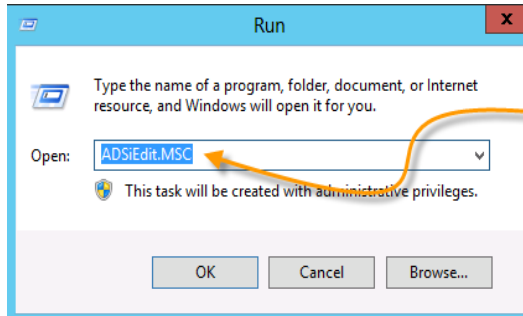 Run
x
Type the name of a program, folder, document, or Internet
resource, and Windows will open it for you.
Open:
ADSiEdit.MSC
This task will be created with administrative privileges.
OK
Cancel
Browse...